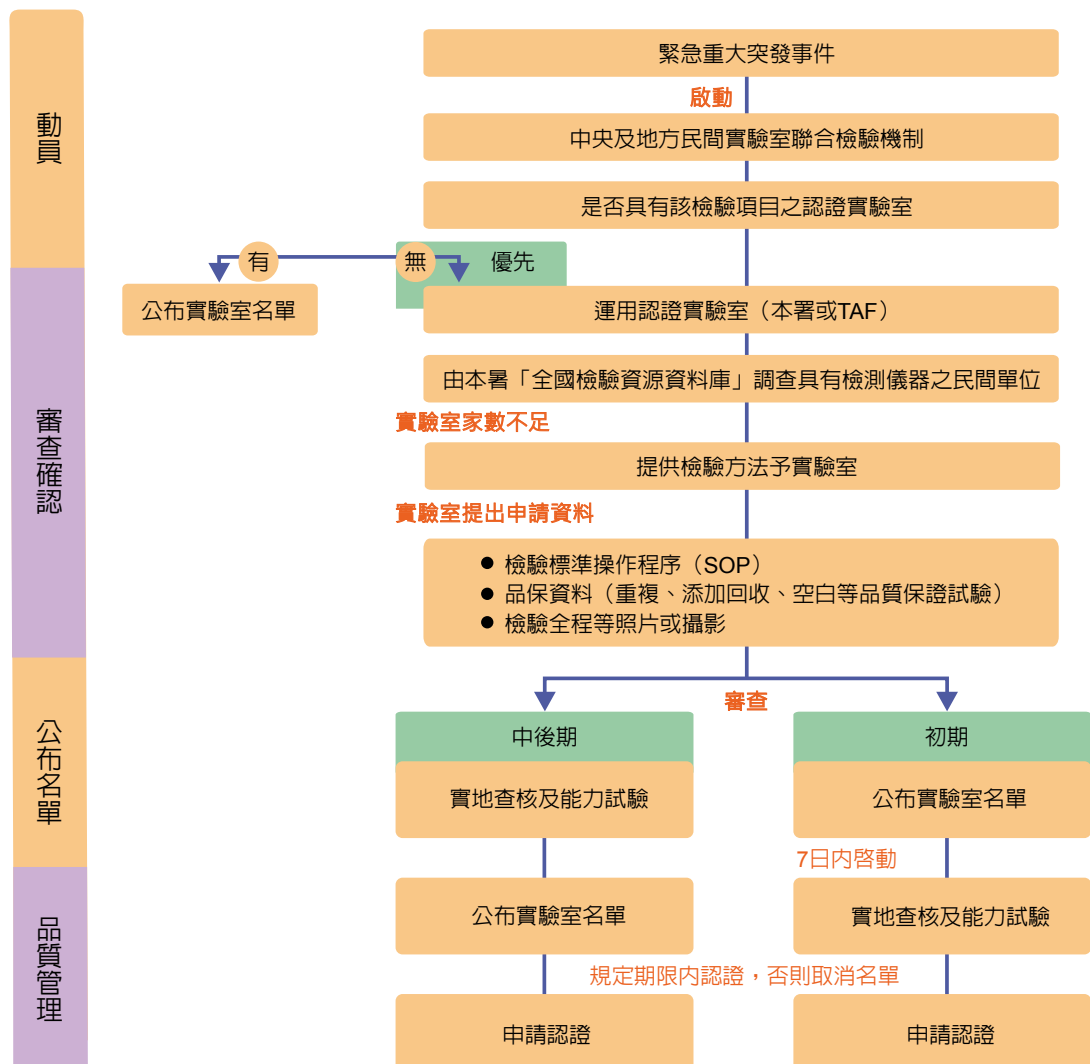 動員
緊急重大突發事件
啟動
中央及地方民間實驗室聯合檢驗機制
是否具有該檢驗項目之認證實驗室
有
無
優先
審查確認
公布實驗室名單
運用認證實驗室（本署或TAF）
由本暑「全國檢驗資源資料庫」調查具有檢測儀器之民間單位
實驗室家數不足
提供檢驗方法予實驗室
實驗室提出申請資料
● 檢驗標準操作程序（SOP）
● 品保資料（重複、添加回收、空白等品質保證試驗）
● 檢驗全程等照片或攝影
審查
公布名單
中後期
初期
實地查核及能力試驗
公布實驗室名單
7日内啓動
品質管理
公布實驗室名單
實地查核及能力試驗
規定期限内認證，否則取消名單
申請認證
申請認證